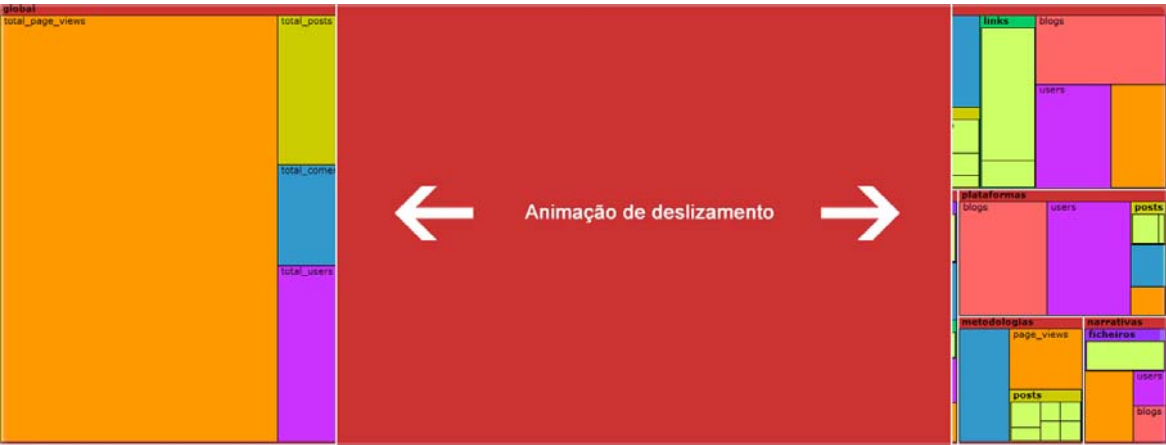 global
total_page_views
total_posts
total_comen
total_users
Animação de deslizamento
links
blogs
users
plataformas
blogs
users
posts
metodologias
page_views
posts
narrativas
ficheiros
users
blogs